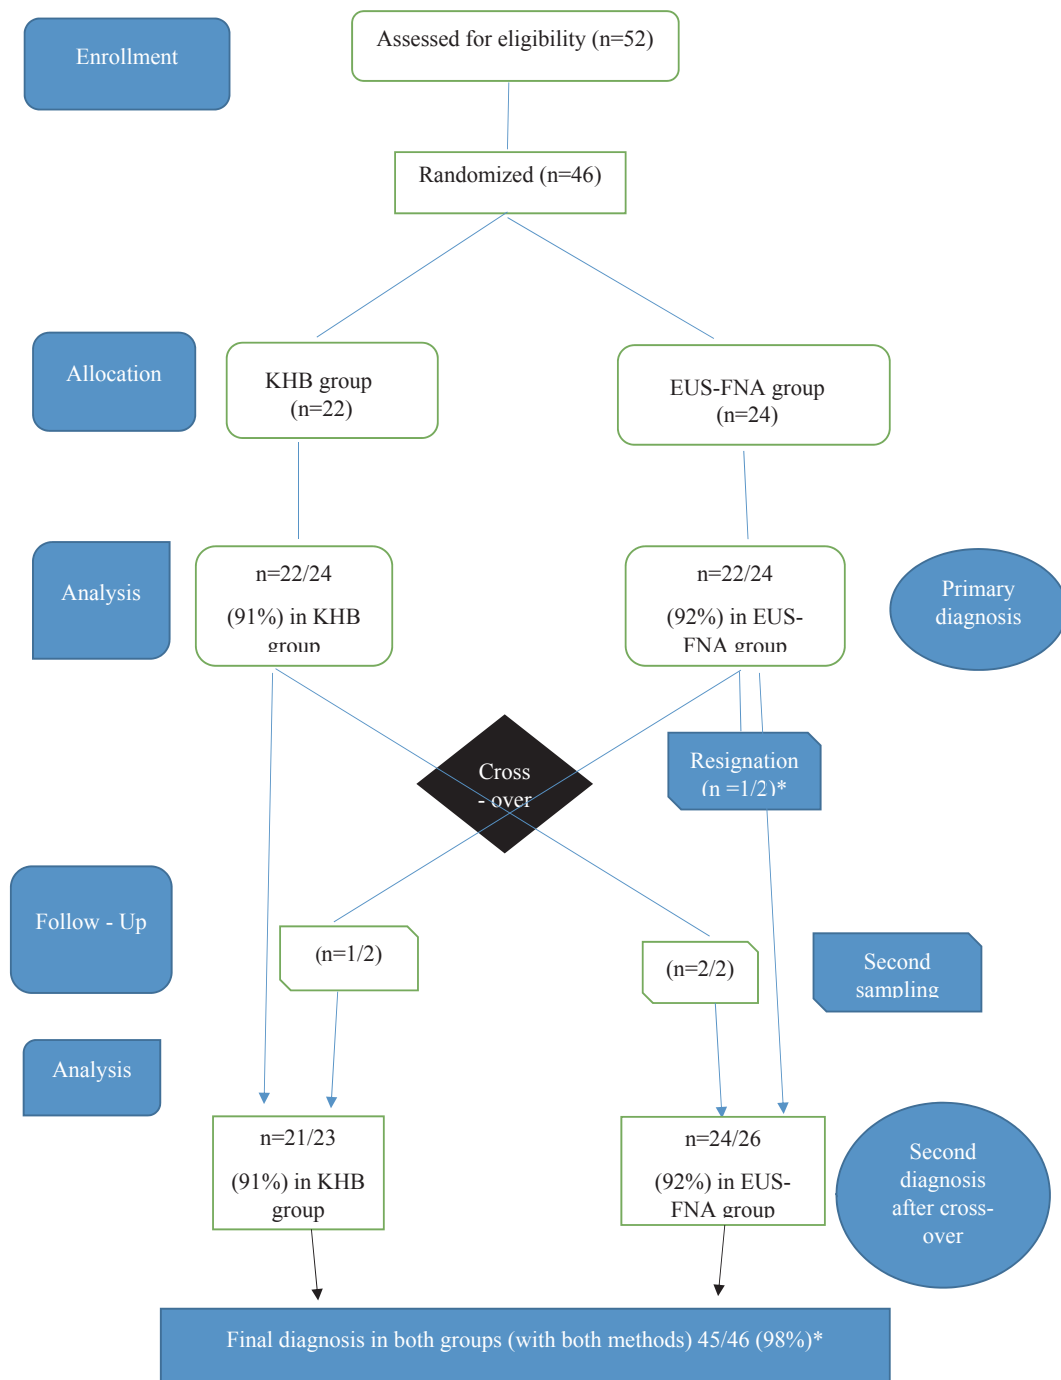 Enrollment
Assessed for eligibility (n=52)
Randomized (n=46)
Allocation
KHB group
(n=22)
EUS-FNA group
(n=24)
Analysis
n=22/24
(91%) in KHB
group
n=22/24
(92%) in EUS-
FNA group
Primary
diagnosis
Cross
- over
Resignation
(n =1/2)*
Follow - Up
(n=1/2)
(n=2/2)
Second
sampling
Analysis
n=21/23
(91%) in KHB
group
n=24/26
(92%) in EUS-
FNA group
Second
diagnosis
after cross-
over
Final diagnosis in both groups (with both methods) 45/46 (98%)*